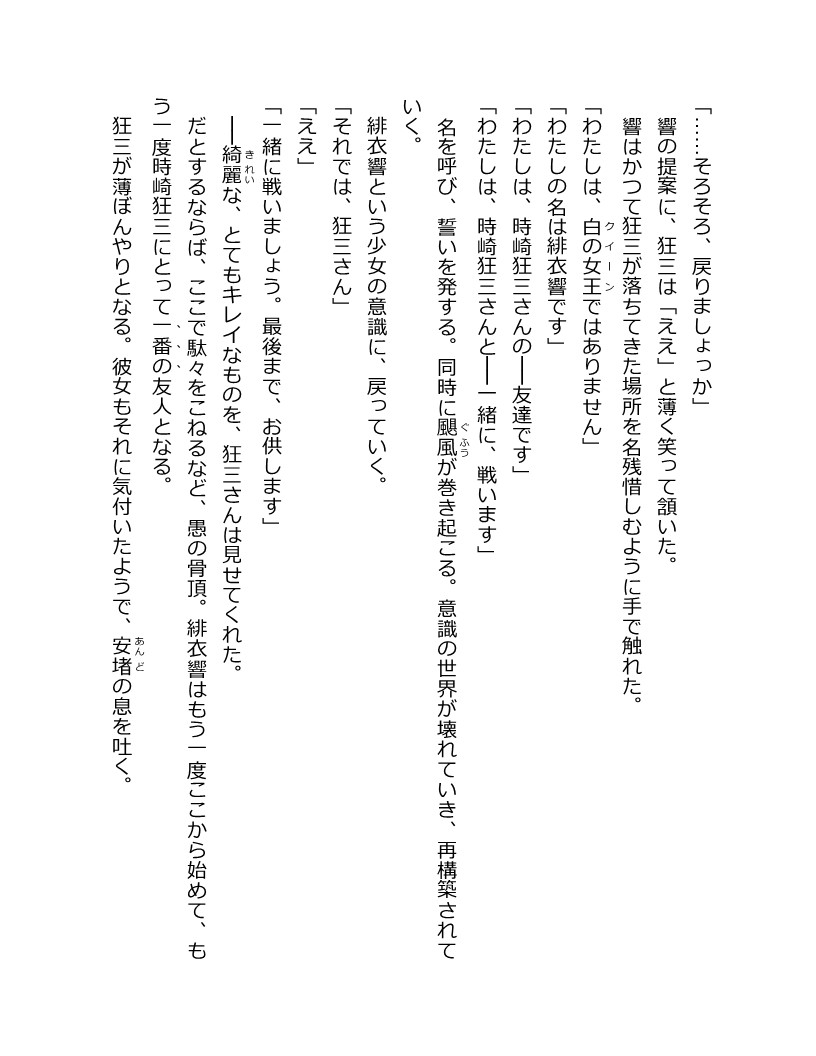 「……そろそろ、戻りましょっか」
響の提案に、狂三は「ええ」と薄く笑って頷いた。
響はかつて狂三が落ちてきた場所を名残惜しむように手で触れた。
「わたしは、白の女王クイーンではありません」
「わたしの名は緋衣響です」
「わたしは、時崎狂三さんの――友達です」
「わたしは、時崎狂三さんと――一緒に、戦います」
名を呼び、誓いを発する。同時に颶風ぐふうが巻き起こる。意識の世界が壊れていき、再構築されて
いく。
緋衣響という少女の意識に、戻っていく。
「それでは、狂三さん」
「ええ」
「一緒に戦いましょう。最後まで、お供します」
――綺麗きれいな、とてもキレイなものを、狂三さんは見せてくれた。
だとするならば、ここで駄々をこねるなど、愚の骨頂。緋衣響はもう一度ここから始めて、も
う一度時崎狂三にとって一番の友人となる。
狂三が薄ぼんやりとなる。彼女もそれに気付いたようで、安堵あんどの息を吐く。